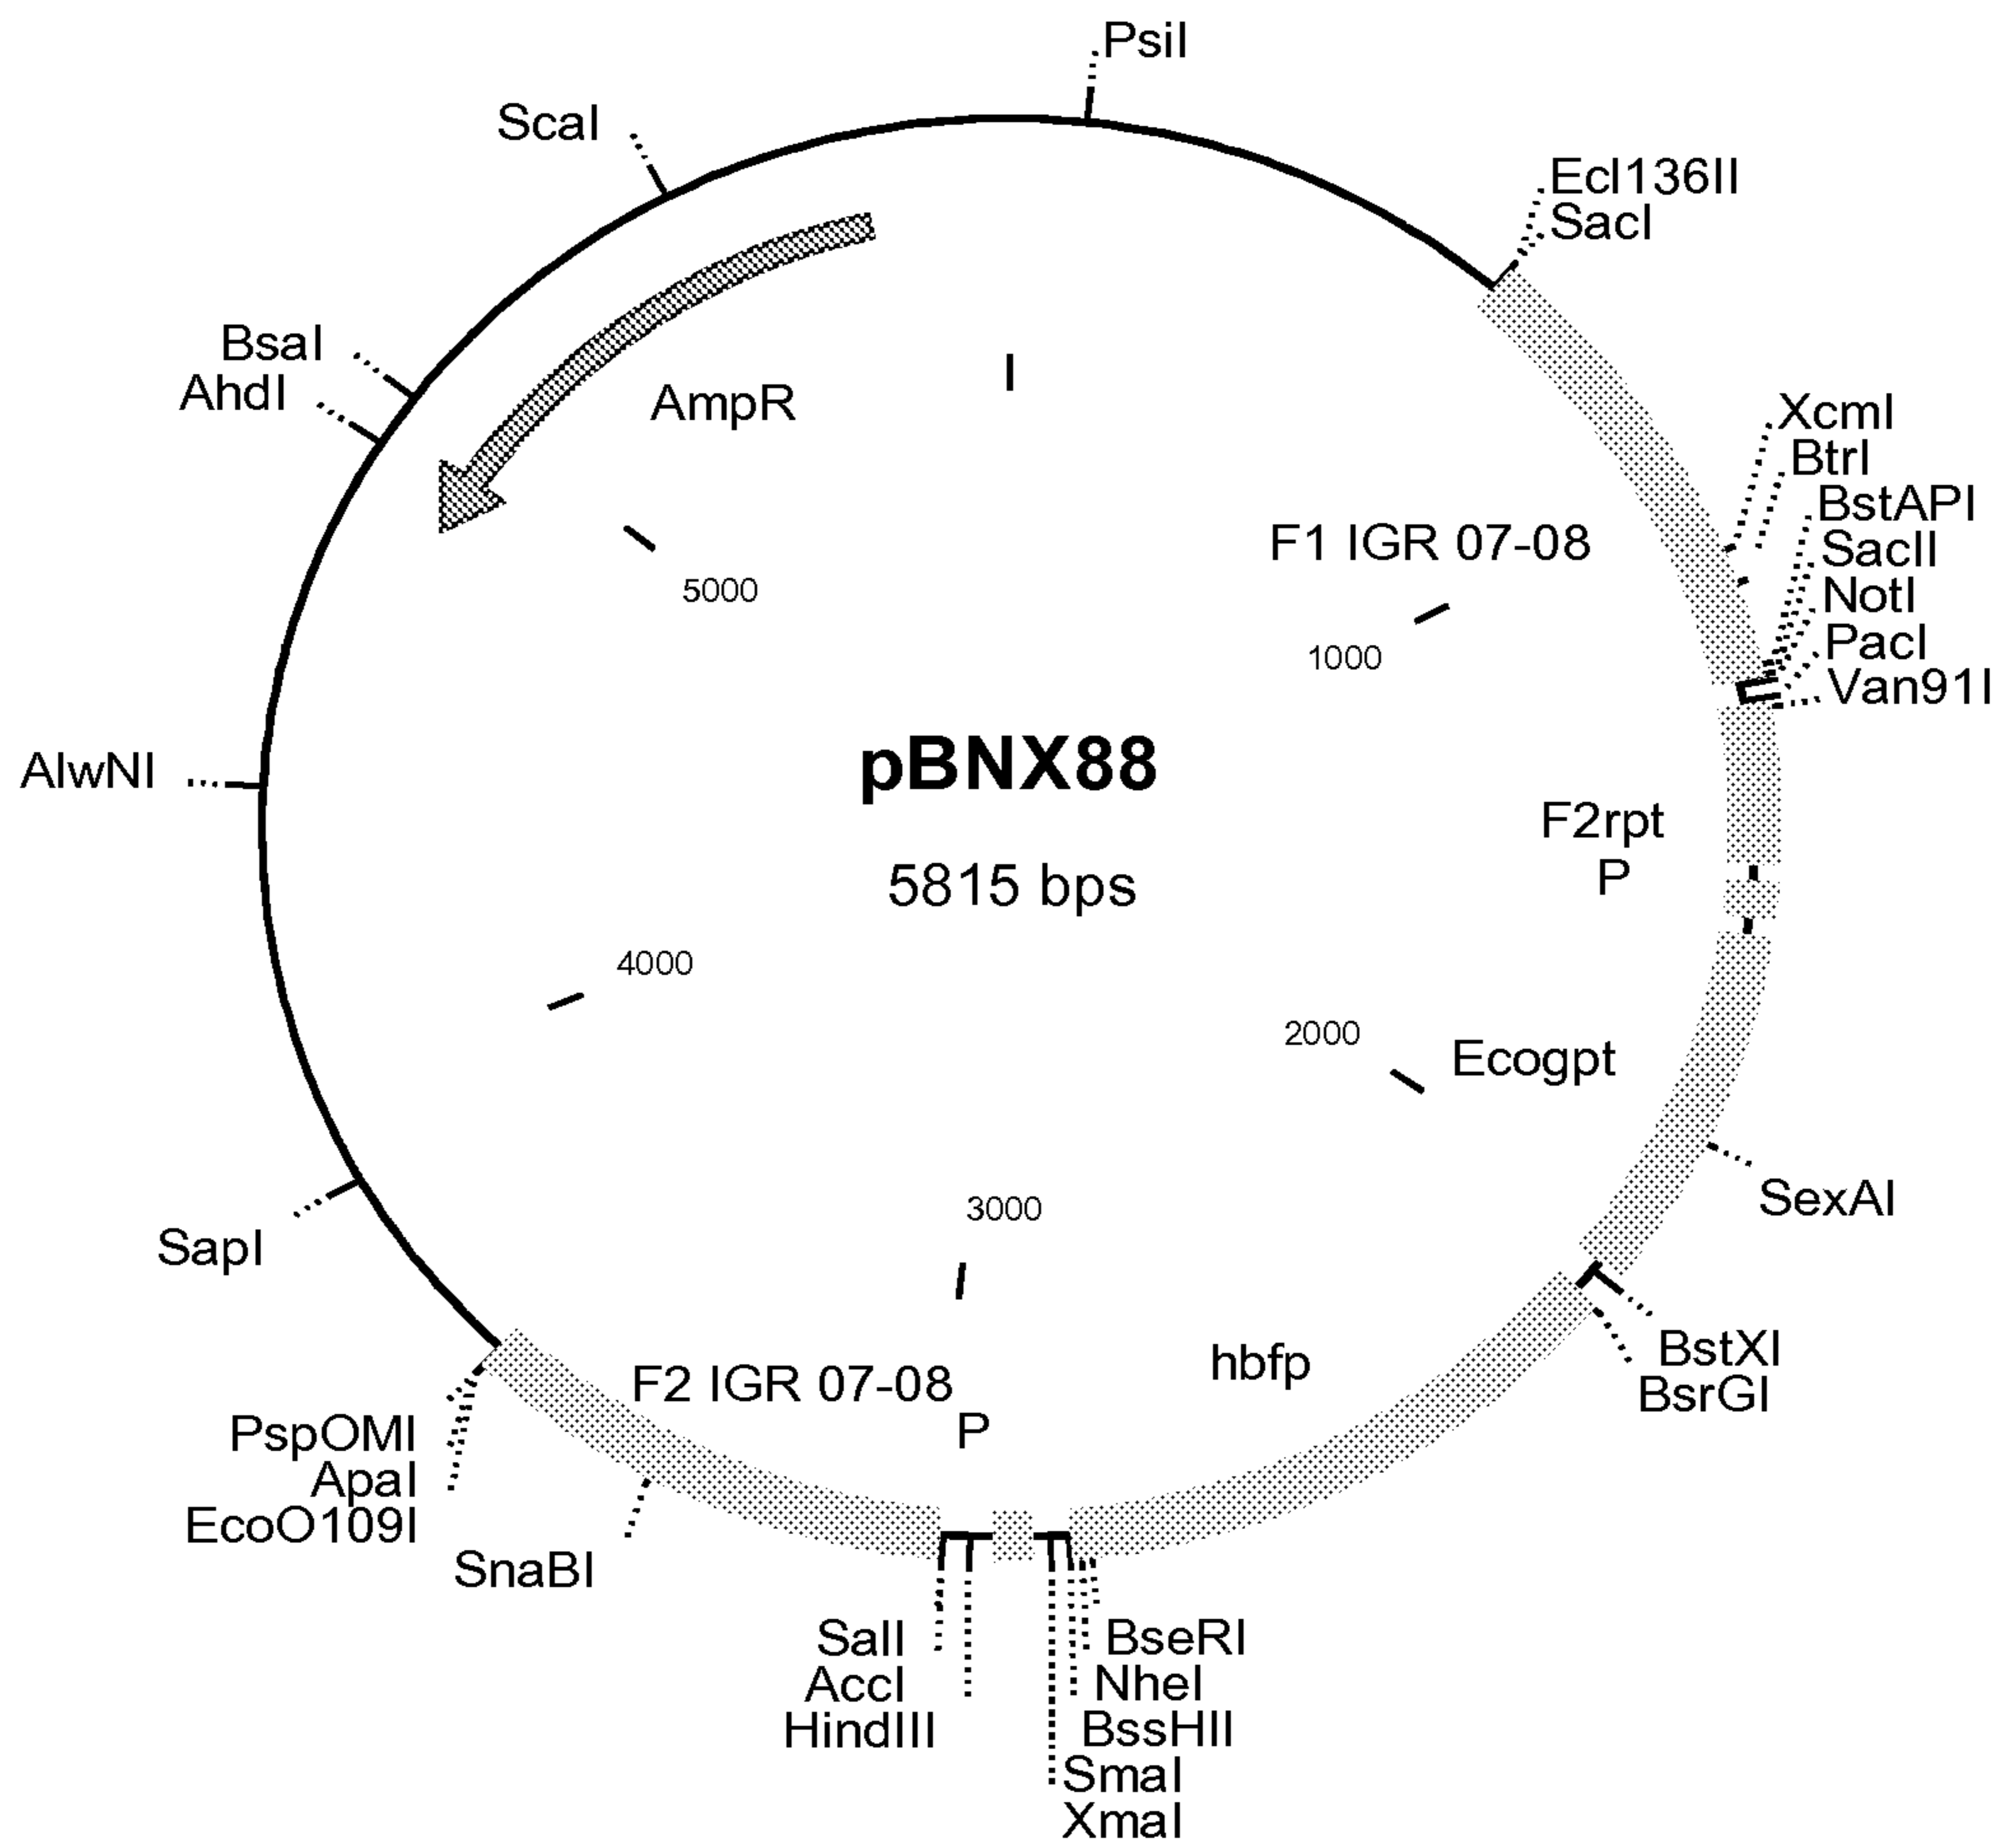 PsiI
ScaI
Ecl136II
SacI
BsaI
AhdI
AmpR
XcmI
BtrI
BstAPI
SacII
NotI
PacI
Van91I
F1 IGR 07-08
5000
1000
pBNX88
5815 bps
AlwNI
F2rpt
P
4000
2000
Ecogpt
SexAI
3000
SapI
BstXI
BsrGI
hbfp
F2 IGR 07-08
P
PspOMI
ApaI
EcoO109I
SnaBI
SalI
AccI
HindIII
BseRI
NheI
BssHII
SmaI
XmaI